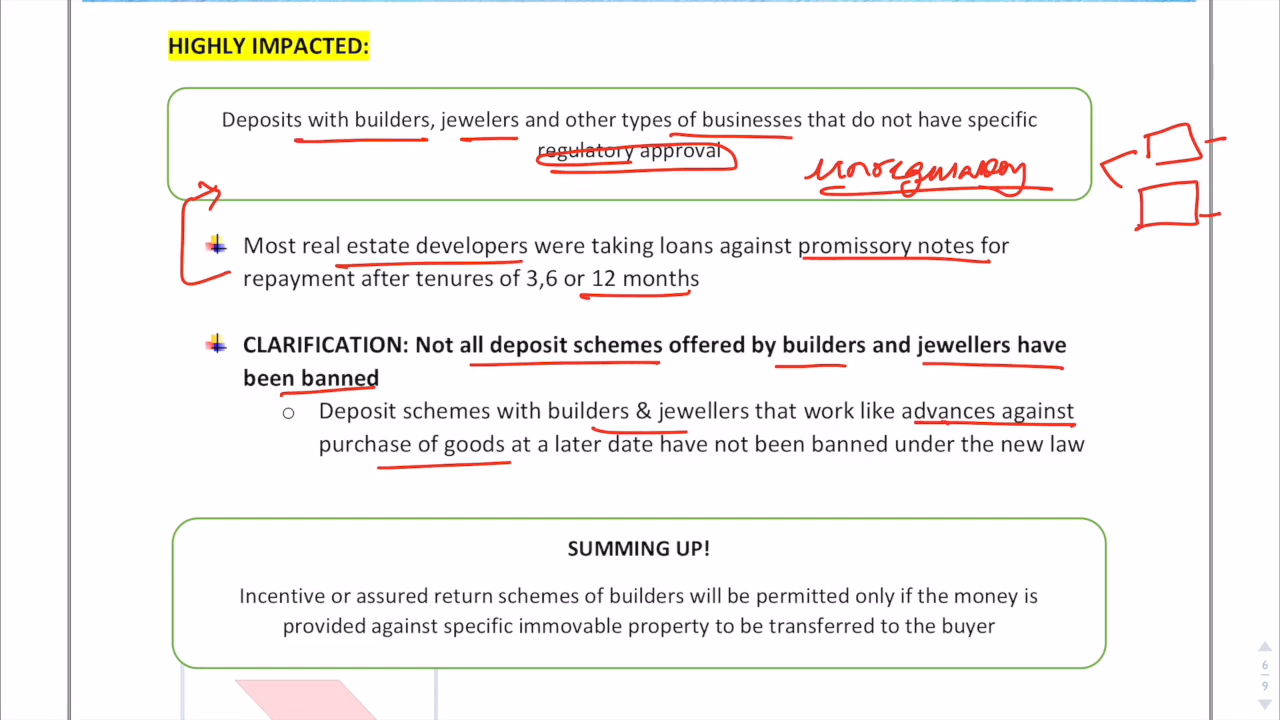 HIGHLY IMPACTED:
Deposits with builders, jewelers and other types of businesses that do not have specific
regulatory approval
Most real estate developers were taking loans against promissory notes for
repayment after tenures of 3,6 or 12 months
CLARIFICATION: Not all deposit schemes offered by builders and jewellers have
been banned
Deposit schemes with builders & jewellers that work like advances against
purchase of goods at a later date have not been banned under the new law
SUMMING UP!
Incentive or assured return schemes of builders will be permitted only if the money is
provided against specific immovable property to be transferred to the buyer
6
9